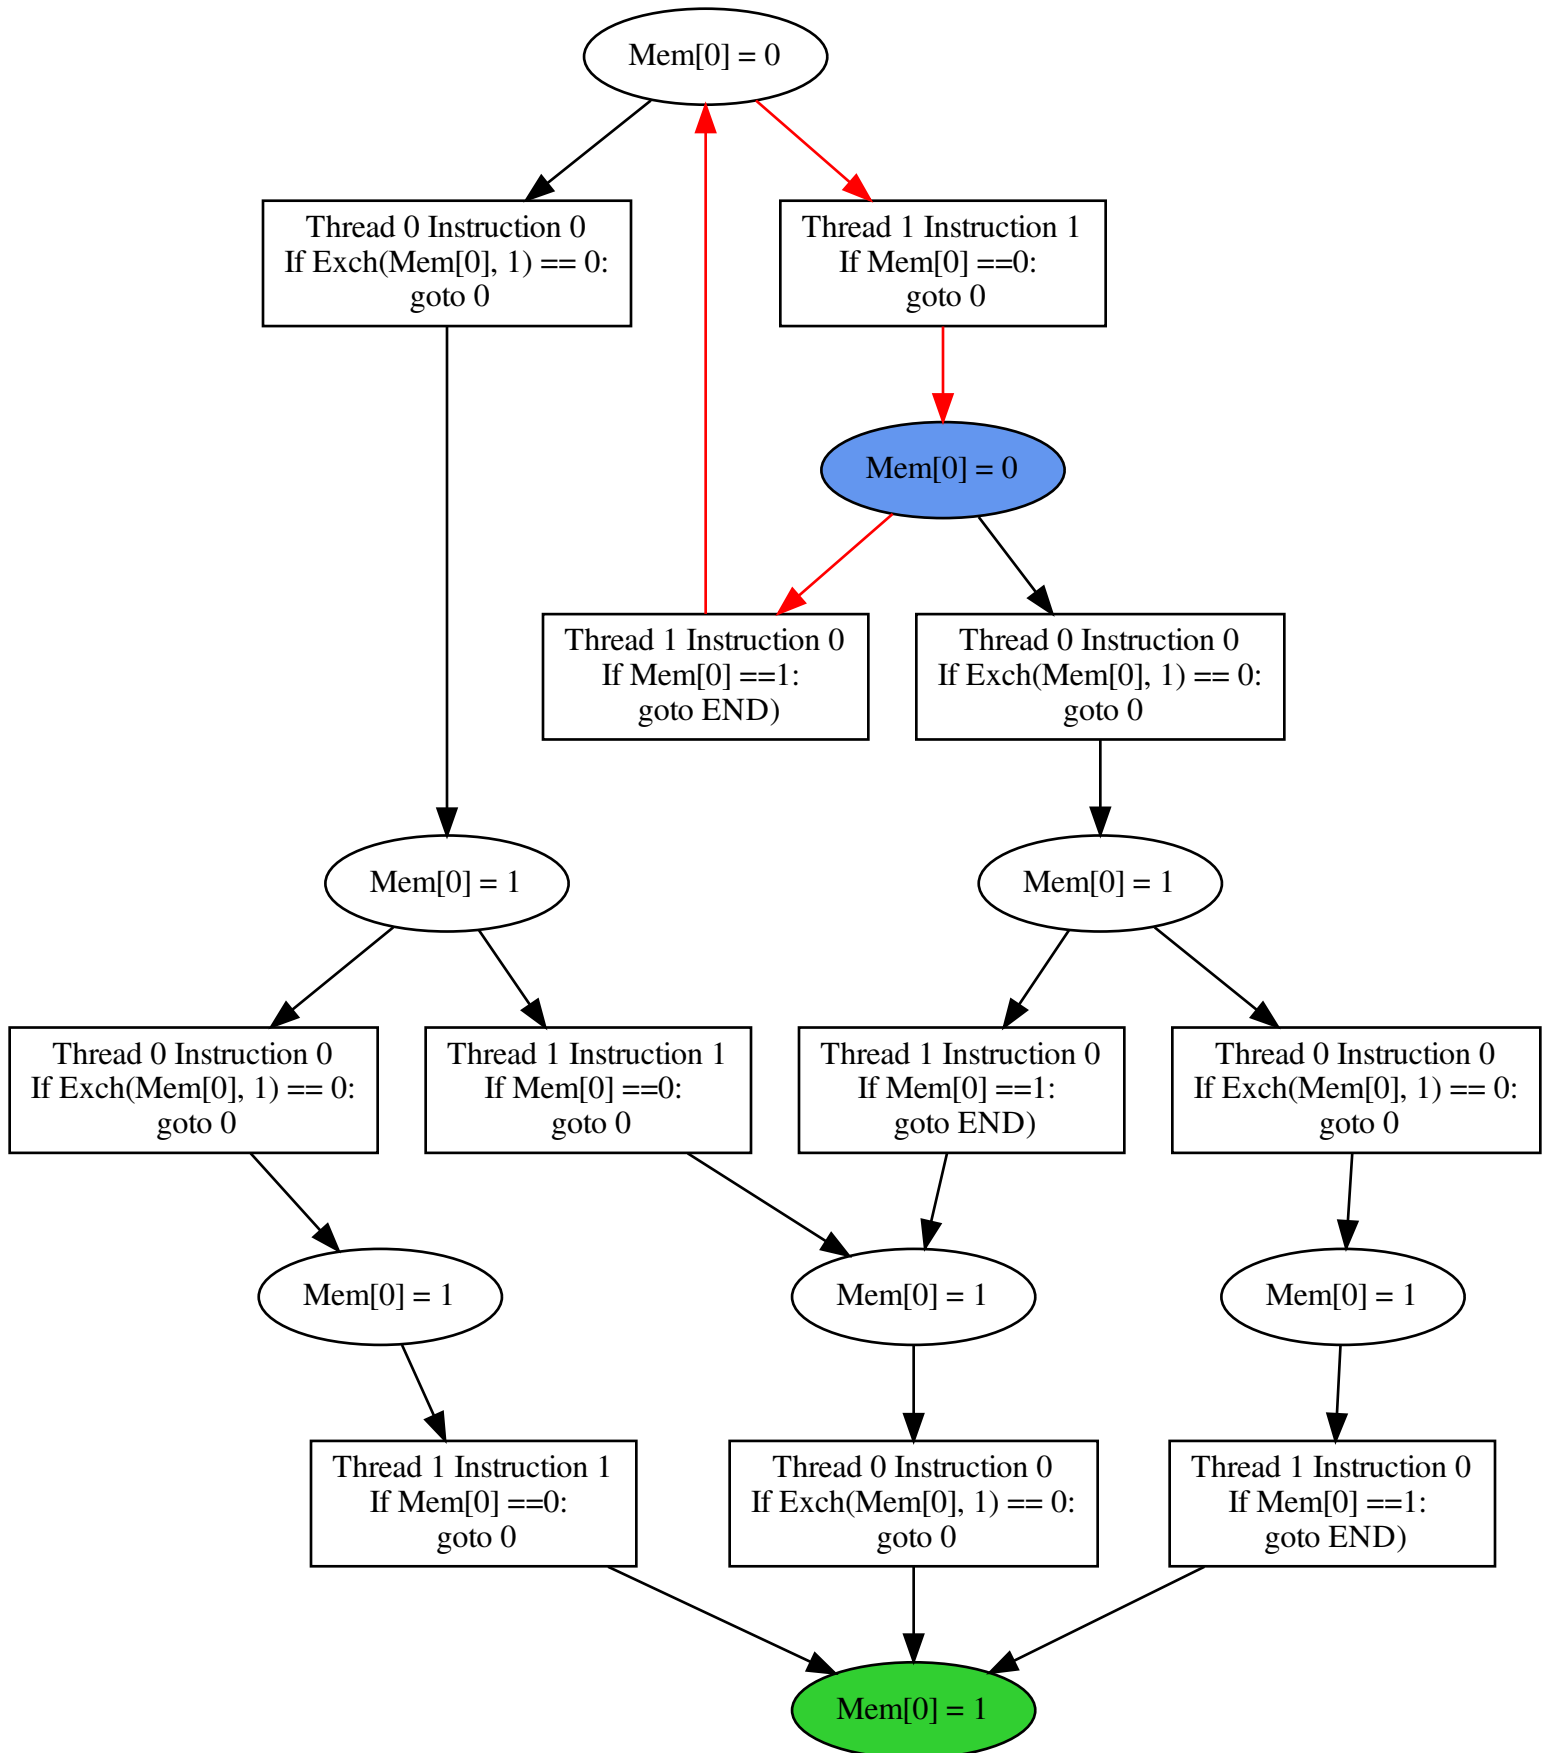 Mem[0] = 0
Thread 0 Instruction 0
If Exch(Mem[0], 1) == 0:
goto 0
Thread 1 Instruction 1
If Mem[0] ==0:
goto 0
Mem[0] = 0
Thread 1 Instruction 0
If Mem[0] ==1:
goto END)
Thread 0 Instruction 0
If Exch(Mem[0], 1) == 0:
goto 0
Mem[0] = 1
Mem[0] = 1
Thread 0 Instruction 0
If Exch(Mem[0], 1) == 0:
goto 0
Thread 1 Instruction 1
If Mem[0] ==0:
goto 0
Thread 1 Instruction 0
If Mem[0] ==1:
goto END)
Thread 0 Instruction 0
If Exch(Mem[0], 1) == 0:
goto 0
Mem[0] = 1
Mem[0] = 1
Mem[0] = 1
Thread 1 Instruction 1
If Mem[0] ==0:
goto 0
Thread 0 Instruction 0
If Exch(Mem[0], 1) == 0:
goto 0
Thread 1 Instruction 0
If Mem[0] ==1:
goto END)
Mem[0] = 1